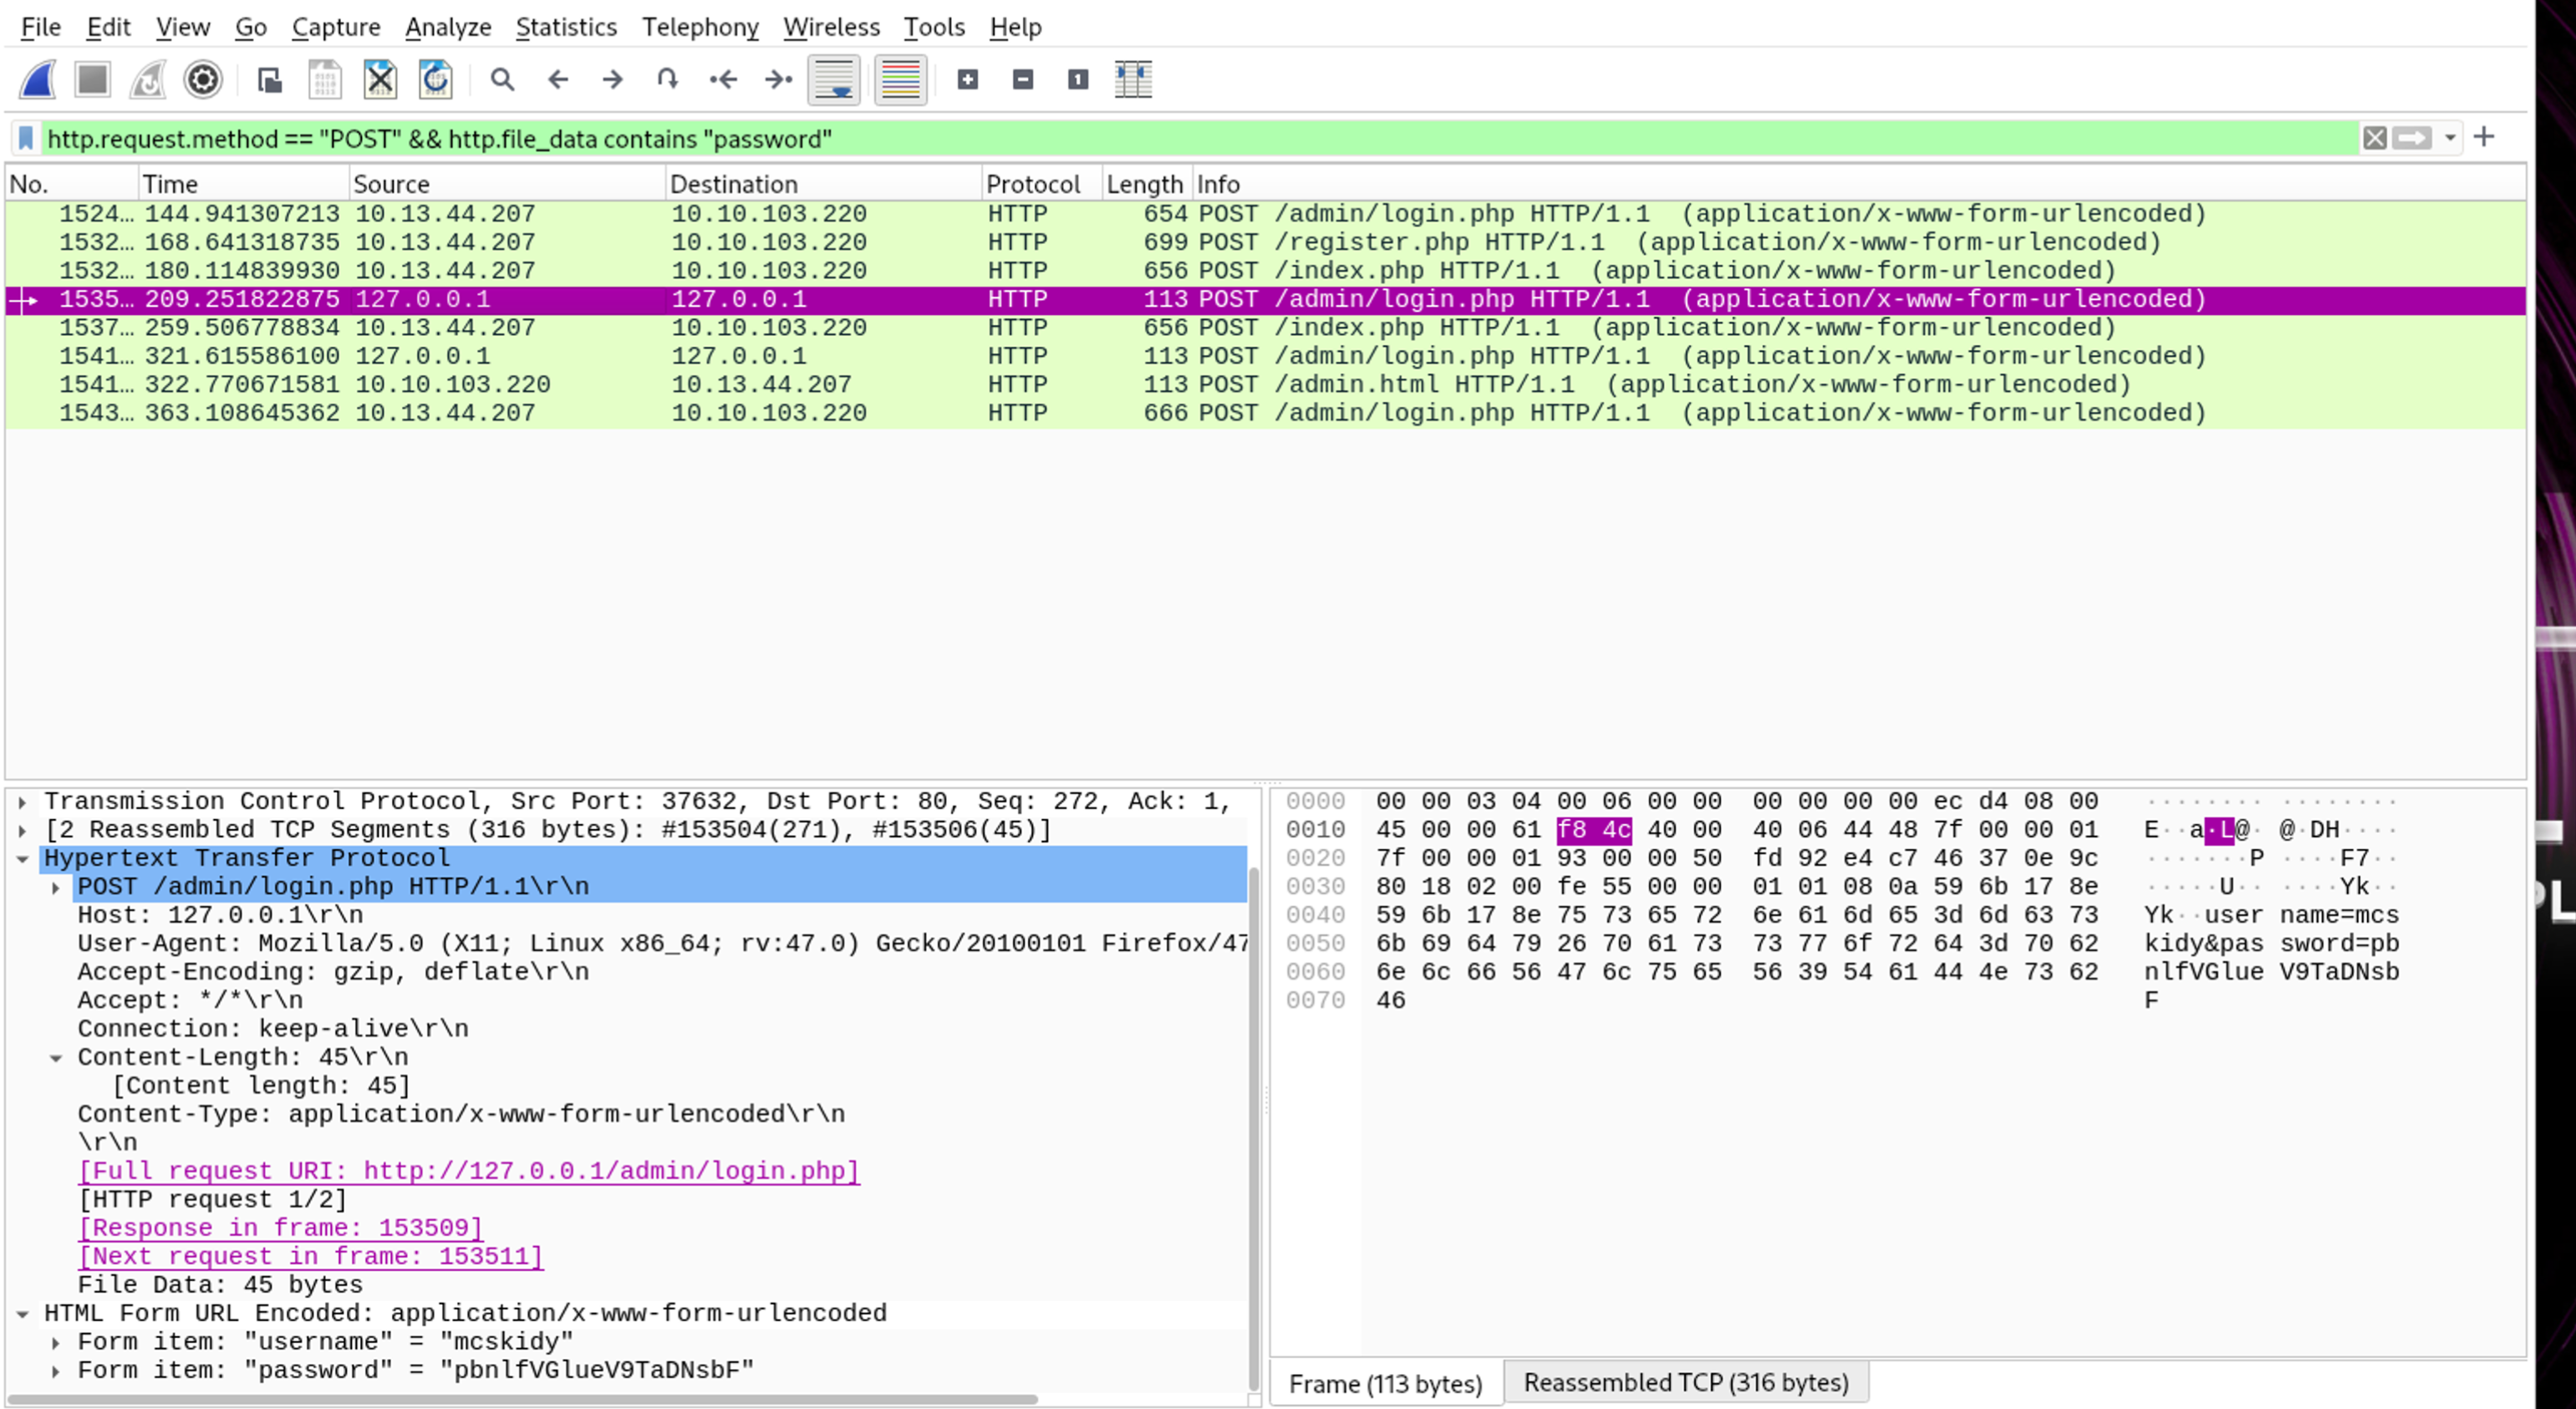 File Edit View Go Capture Analyze Statistics Telephony Wireless Tools Help
http.request.method == "POST" && http.file_data contains "password"
No. Time Source Destination Protocol Length Info
1524… 144.941307213 10.13.44.207 10.10.103.220 HTTP 654 POST /admin/login.php HTTP/1.1 (application/x-www-form-urlencoded)
1532… 168.641318735 10.13.44.207 10.10.103.220 HTTP 699 POST /register.php HTTP/1.1 (application/x-www-form-urlencoded)
1532… 180.114839930 10.13.44.207 10.10.103.220 HTTP 656 POST /index.php HTTP/1.1 (application/x-www-form-urlencoded)
1535… 209.251822875 127.0.0.1 127.0.0.1 HTTP 113 POST /admin/login.php HTTP/1.1 (application/x-www-form-urlencoded)
1537… 259.506778834 10.13.44.207 10.10.103.220 HTTP 656 POST /index.php HTTP/1.1 (application/x-www-form-urlencoded)
1541… 321.615586100 127.0.0.1 127.0.0.1 HTTP 113 POST /admin/login.php HTTP/1.1 (application/x-www-form-urlencoded)
1541… 322.770671581 10.10.103.220 10.13.44.207 HTTP 113 POST /admin.html HTTP/1.1 (application/x-www-form-urlencoded)
1543… 363.108645362 10.13.44.207 10.10.103.220 HTTP 666 POST /admin/login.php HTTP/1.1 (application/x-www-form-urlencoded)
Transmission Control Protocol, Src Port: 37632, Dst Port: 80, Seq: 272, Ack: 1,
[2 Reassembled TCP Segments (316 bytes): #153504(271), #153506(45)]
Hypertext Transfer Protocol
POST /admin/login.php HTTP/1.1\r\n
Host: 127.0.0.1\r\n
User-Agent: Mozilla/5.0 (X11; Linux x86_64; rv:47.0) Gecko/20100101 Firefox/47
Accept-Encoding: gzip, deflate\r\n
Accept: */*\r\n
Connection: keep-alive\r\n
Content-Length: 45\r\n
[Content length: 45]
Content-Type: application/x-www-form-urlencoded\r\n
\r\n
[Full request URI: http://127.0.0.1/admin/login.php]
[HTTP request 1/2]
[Response in frame: 153509]
[Next request in frame: 153511]
File Data: 45 bytes
HTML Form URL Encoded: application/x-www-form-urlencoded
Form item: "username" = "mcskidy"
Form item: "password" = "pbnlfVGlueV9TaDNsbF"
0000 00 00 03 04 00 06 00 00 00 00 00 00 ec d4 08 00 ········ ········
0010 45 00 00 61 f8 4c 40 00 40 06 44 48 7f 00 00 01 E··a·L@· @·DH····
0020 7f 00 00 01 93 00 00 50 fd 92 e4 c7 46 37 0e 9c ·······P ····F7··
0030 80 18 02 00 fe 55 00 00 01 01 08 0a 59 6b 17 8e ·····U·· ····Yk··
0040 59 6b 17 8e 75 73 65 72 6e 61 6d 65 3d 6d 63 73 Yk··user name=mcs
0050 6b 69 64 79 26 70 61 73 73 77 6f 72 64 3d 70 62 kidy&pas sword=pb
0060 6e 6c 66 56 47 6c 75 65 56 39 54 61 44 4e 73 62 nlfVGlue V9TaDNsb
0070 46 F
Frame (113 bytes) Reassembled TCP (316 bytes)